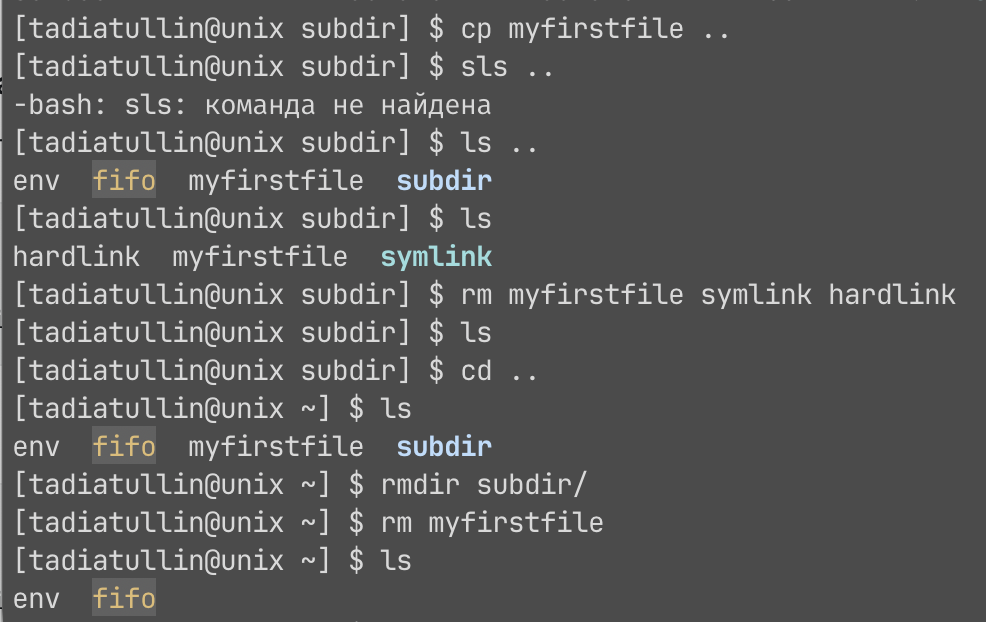 [tadiatullin@unix subdir] $ cp myfirstfile ..
[tadiatullin@unix subdir] $ sls ..
-bash: sls: команда не найдена
[tadiatullin@unix subdir] $ ls ..
env  fifo  myfirstfile  subdir
[tadiatullin@unix subdir] $ ls
hardlink  myfirstfile  symlink
[tadiatullin@unix subdir] $ rm myfirstfile symlink hardlink
[tadiatullin@unix subdir] $ ls
[tadiatullin@unix subdir] $ cd ..
[tadiatullin@unix ~] $ ls
env  fifo  myfirstfile  subdir
[tadiatullin@unix ~] $ rmdir subdir/
[tadiatullin@unix ~] $ rm myfirstfile
[tadiatullin@unix ~] $ ls
env  fifo